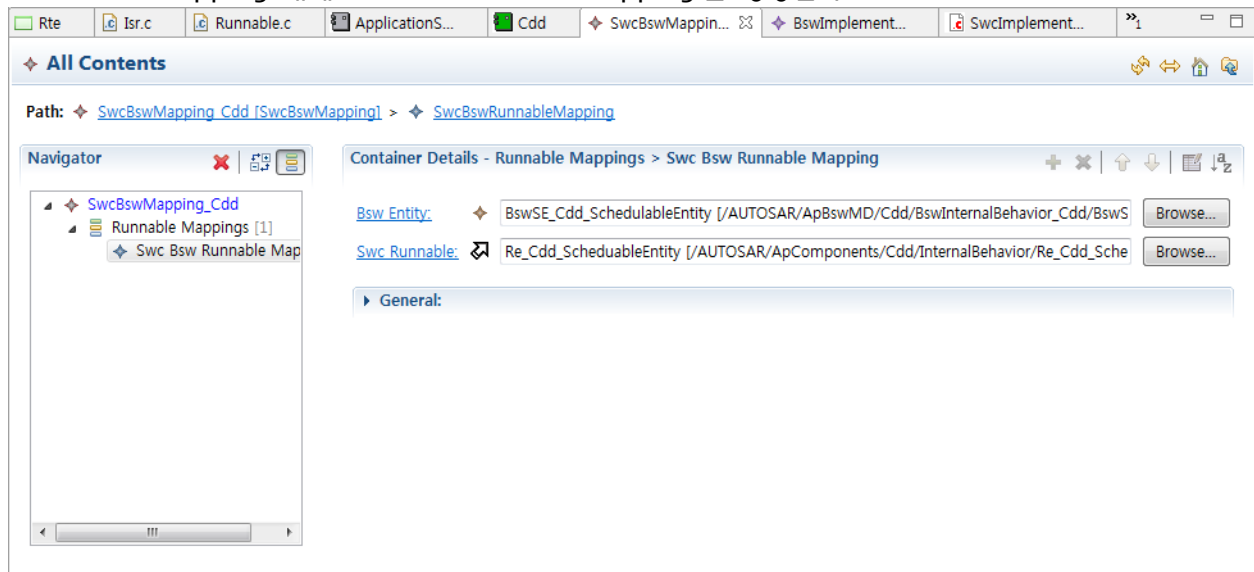 Rte
Isr.c
Runnable.c
ApplicationS...
Cdd
SwcBswMappin...
BswImplement...
SwcImplement...
»1
All Contents
Path: SwcBswMapping_Cdd [SwcBswMapping] > SwcBswRunnableMapping
Navigator
Container Details - Runnable Mappings > Swc Bsw Runnable Mapping
SwcBswMapping_Cdd
Runnable Mappings [1]
Swc Bsw Runnable Map
Bsw Entity:
BswSE_Cdd_SchedulableEntity [/AUTOSAR/ApBswMD/Cdd/BswInternalBehavior_Cdd/BswS
Browse...
Swc Runnable:
Re_Cdd_ScheduableEntity [/AUTOSAR/ApComponents/Cdd/InternalBehavior/Re_Cdd_Sche
Browse...
General: